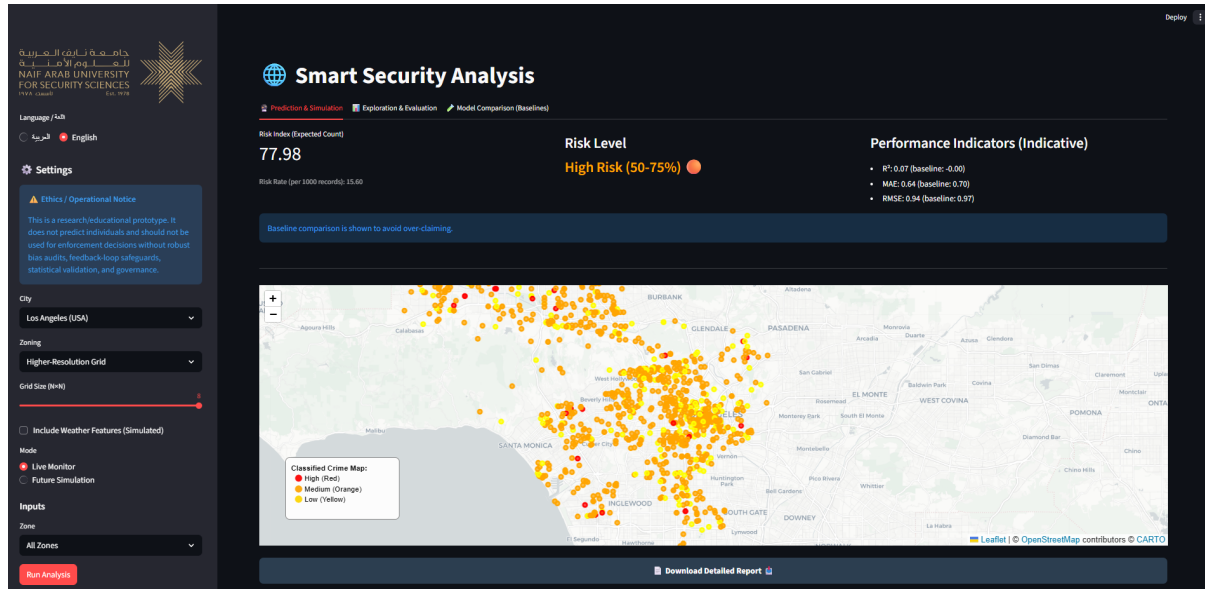 Deploy
جامعة نايف العربية
للعلوم الأمنية
NAIF ARAB UNIVERSITY
FOR SECURITY SCIENCES
Est. 1978
Language / اللغة
العربية
English
Settings
Ethics / Operational Notice
This is a research/educational prototype. It
does not predict individuals and should not be
used for enforcement decisions without robust
bias audits, feedback-loop safeguards,
statistical validation, and governance.
City
Los Angeles (USA)
Zoning
Higher-Resolution Grid
Grid Size (N×N)
Include Weather Features (Simulated)
Mode
Live Monitor
Future Simulation
Inputs
Zone
All Zones
Run Analysis
Smart Security Analysis
Prediction & Simulation
Exploration & Evaluation
Model Comparison (Baselines)
Risk Index (Expected Count)
77.98
Risk Rate (per 1000 records): 15.60
Risk Level
High Risk (50-75%)
Performance Indicators (Indicative)
R²: 0.07 (baseline: -0.00)
MAE: 0.64 (baseline: 0.70)
RMSE: 0.94 (baseline: 0.97)
Baseline comparison is shown to avoid over-claiming.
+
−
Altadena
BURBANK
Agoura Hills
Calabasas
GLENDALE
PASADENA
Monrovia
Arcadia
Duarte
Azusa
Glendora
San Dimas
Claremont
San Gabriel
Baldwin Park
Covina
Montclair
EL MONTE
WEST COVINA
Rosemead
ONTA
POMONA
Monterey Park
South El Monte
Malibu
SANTA MONICA
Diamond Bar
Montebello
Chino
Vernon
Chino Hills
Huntington
Park
Pico Rivera
Whittier
Bell Gardens
INGLEWOOD
DOWNEY
La Habra
Lynwood
Hawthorne
Classified Crime Map:
High (Red)
Medium (Orange)
Low (Yellow)
Leaflet | © OpenStreetMap contributors © CARTO
Download Detailed Report